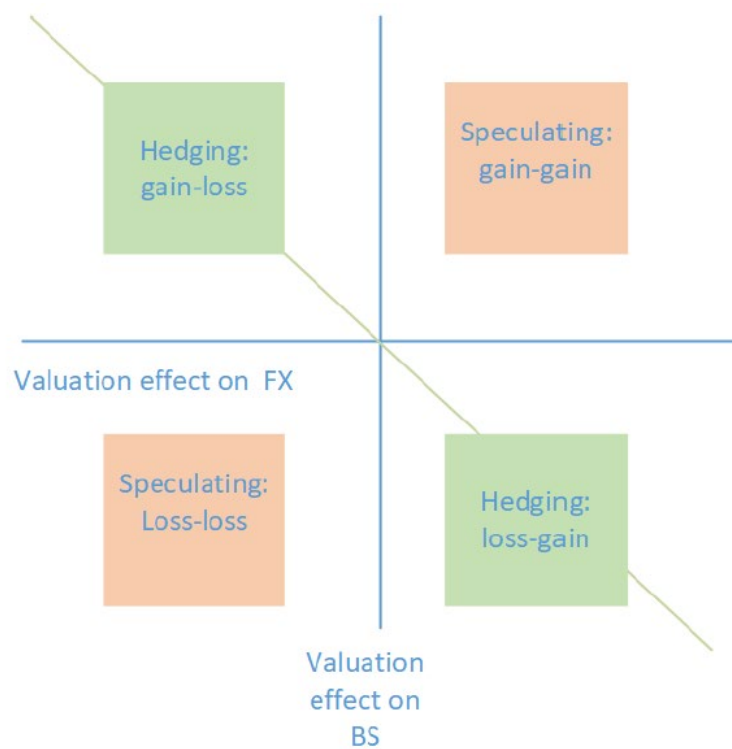 Hedging:
gain-loss
Speculating:
gain-gain
Valuation effect on FX
Speculating:
Loss-loss
Hedging:
loss-gain
Valuation
effect on
BS